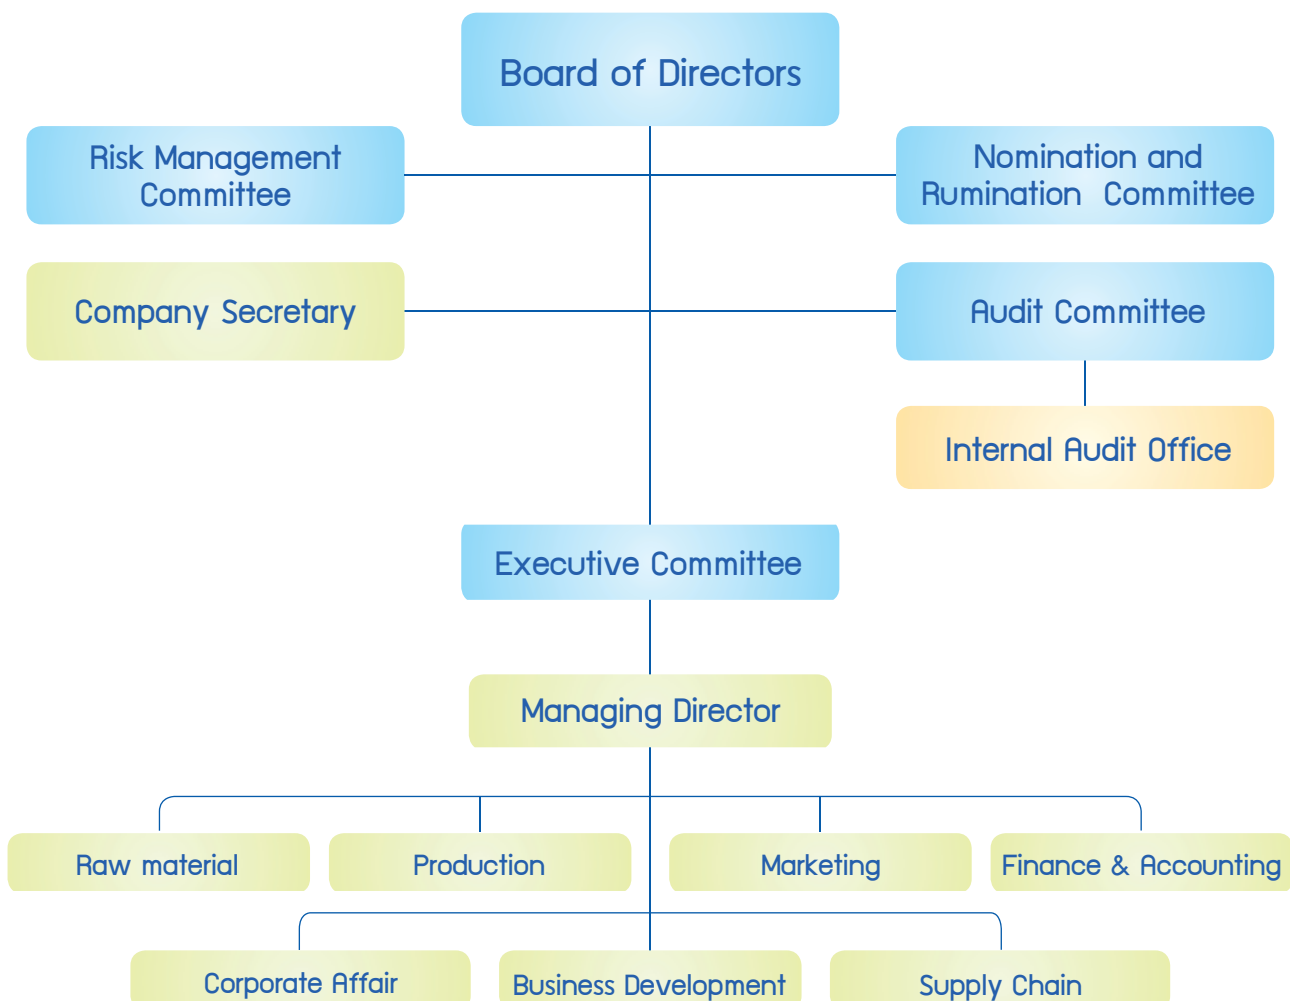 Board of Directors
Risk Management
Committee
Nomination and
Rumination Committee
Company Secretary
Audit Committee
Internal Audit Office
Executive Committee
Managing Director
Raw material
Production
Marketing
Finance & Accounting
Corporate Affair
Business Development
Supply Chain